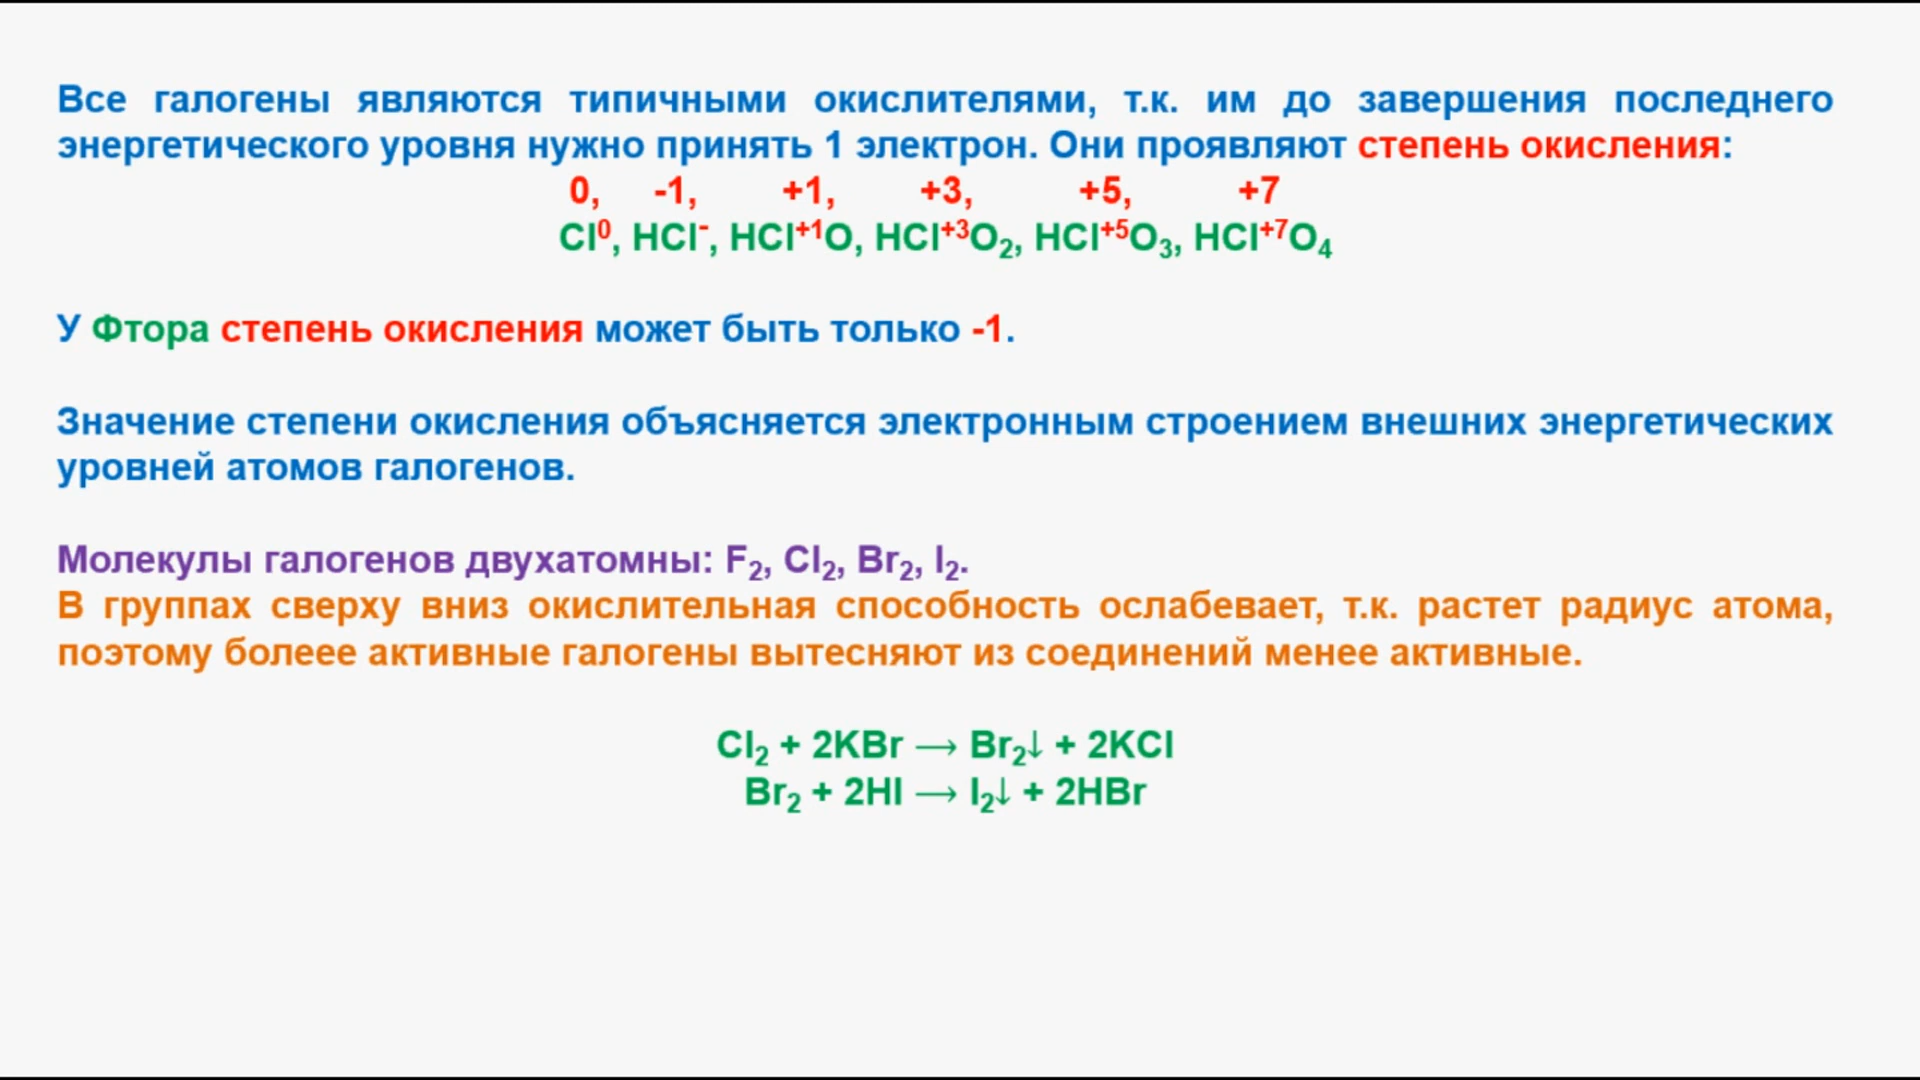 Все галогены являются типичными окислителями, т.к. им до завершения последнего
энергетического уровня нужно принять 1 электрон. Они проявляют степень окисления:
0, -1, +1, +3, +5, +7
Cl⁰, HCl⁻, HCl⁺¹O, HCl⁺³O₂, HCl⁺⁵O₃, HCl⁺⁷O₄
У Фтора степень окисления может быть только -1.
Значение степени окисления объясняется электронным строением внешних энергетических
уровней атомов галогенов.
Молекулы галогенов двухатомны: F₂, Cl₂, Br₂, I₂.
В группах сверху вниз окислительная способность ослабевает, т.к. растет радиус атома,
поэтому болеее активные галогены вытесняют из соединений менее активные.
Cl₂ + 2KBr → Br₂↓ + 2KCl
Br₂ + 2HI → I₂↓ + 2HBr